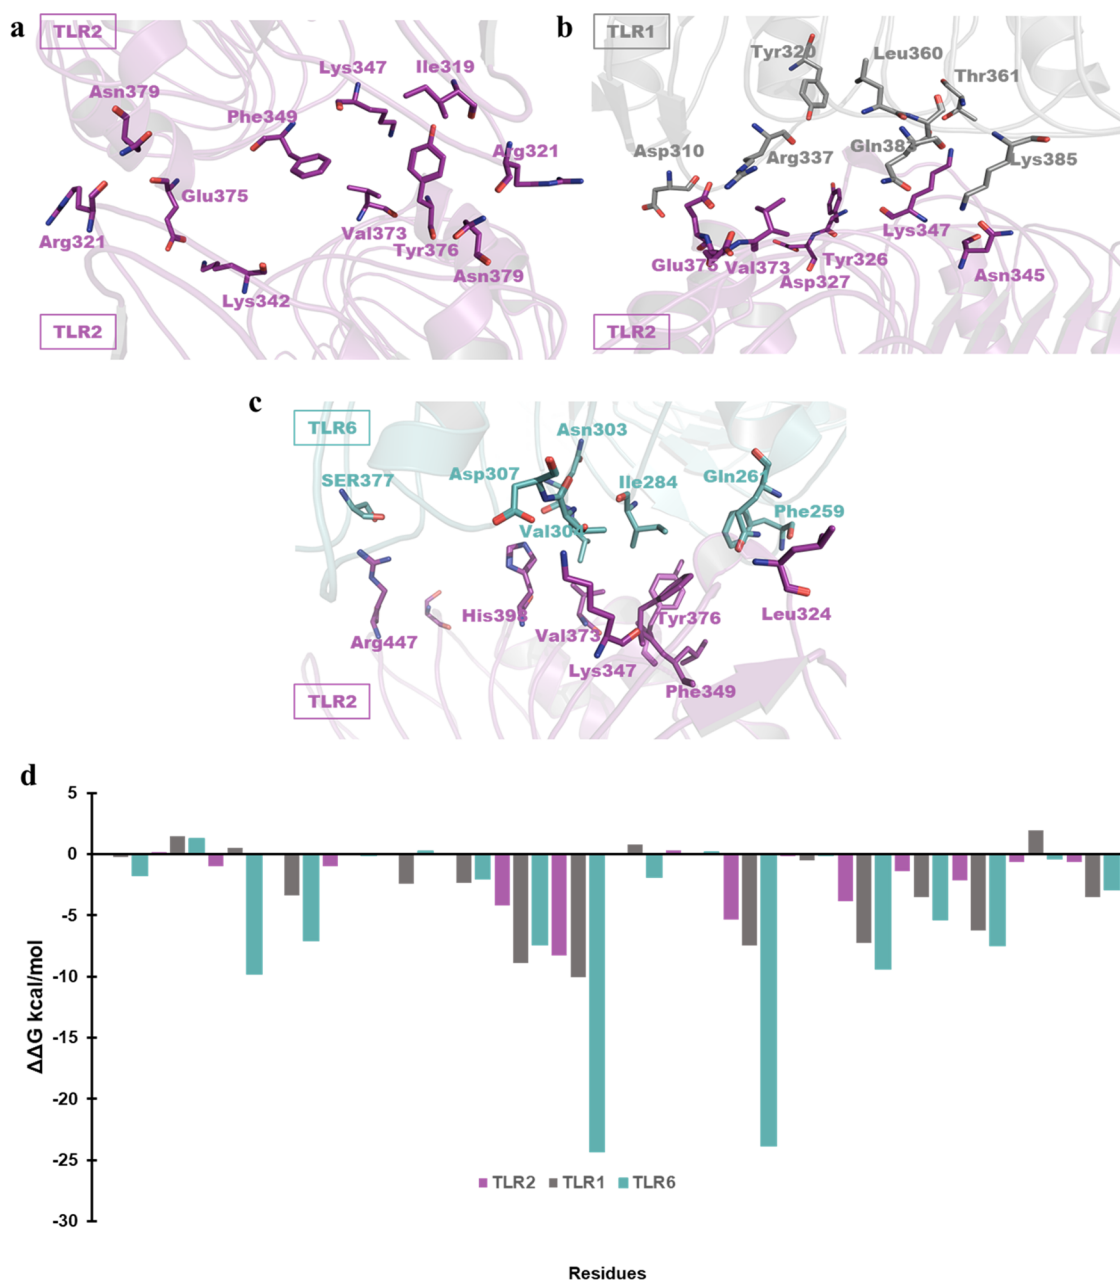 a
TLR2
Asn379
Phe349
Lys347
Ile319
Arg321
Glu375
Arg321
Val373
Tyr376
Asn379
Lys342
TLR2
b
TLR1
Tyr320
Leu360
Thr361
Asp310
Arg337
Gln383
Lys385
Lys347
Glu375
Val373
Tyr326
Asp327
Asn345
TLR2
c
TLR6
Asn303
SER377
Asp307
Ile284
Gln26
Phe259
Val30
His398
Val373
Tyr376
Leu324
Arg447
Lys347
Phe349
TLR2
d
5
0
-5
-10
-15
-20
-25
-30
ΔΔG kcal/mol
TLR2 TLR1 TLR6
Residues